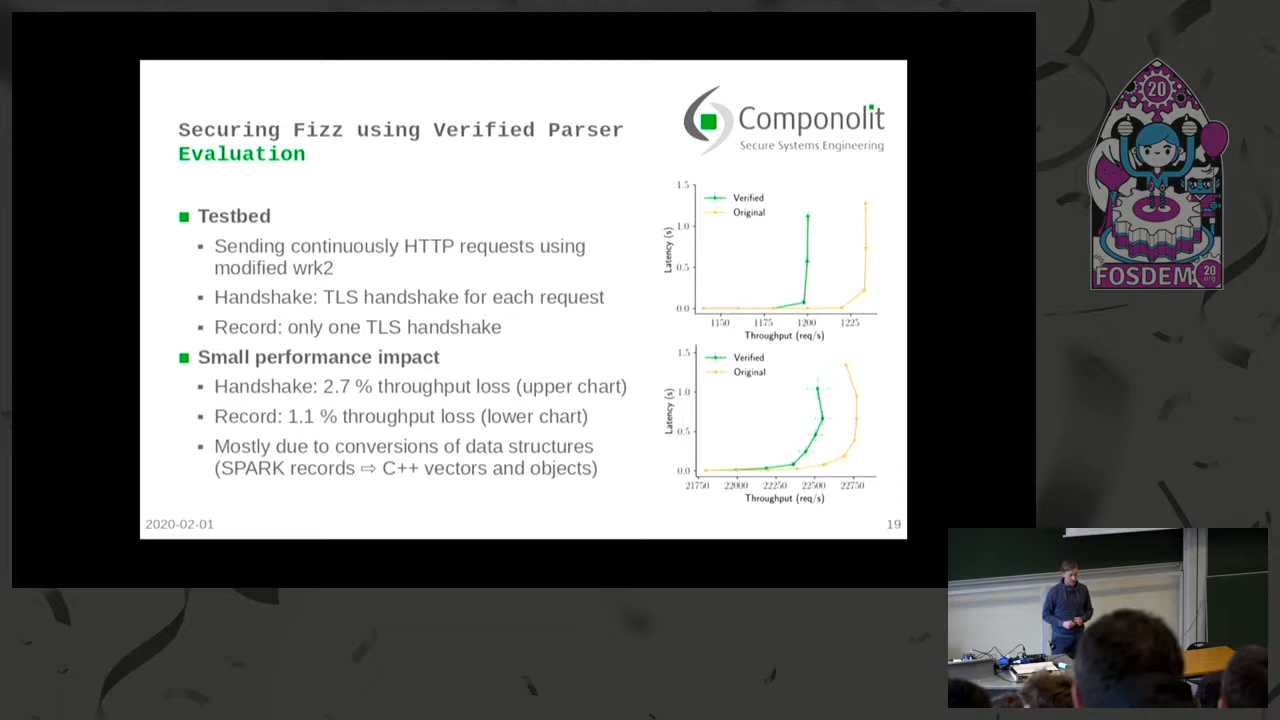 Securing Fizz using Verified Parser
Evaluation
Componolit
Secure Systems Engineering
Testbed
Sending continuously HTTP requests using
modified wrk2
Handshake: TLS handshake for each request
Record: only one TLS handshake
Small performance impact
Handshake: 2.7 % throughput loss (upper chart)
Record: 1.1 % throughput loss (lower chart)
Mostly due to conversions of data structures
(SPARK records ⇨ C++ vectors and objects)
Verified
Original
Latency (s)
1.5
1.0
0.5
0.0
1150 1175 1200 1225
Throughput (req/s)
Verified
Original
Latency (s)
1.5
1.0
0.5
0.0
21750 22000 22250 22500 22750
Throughput (req/s)
2020-02-01
19
20
FOSDEM
20
.org